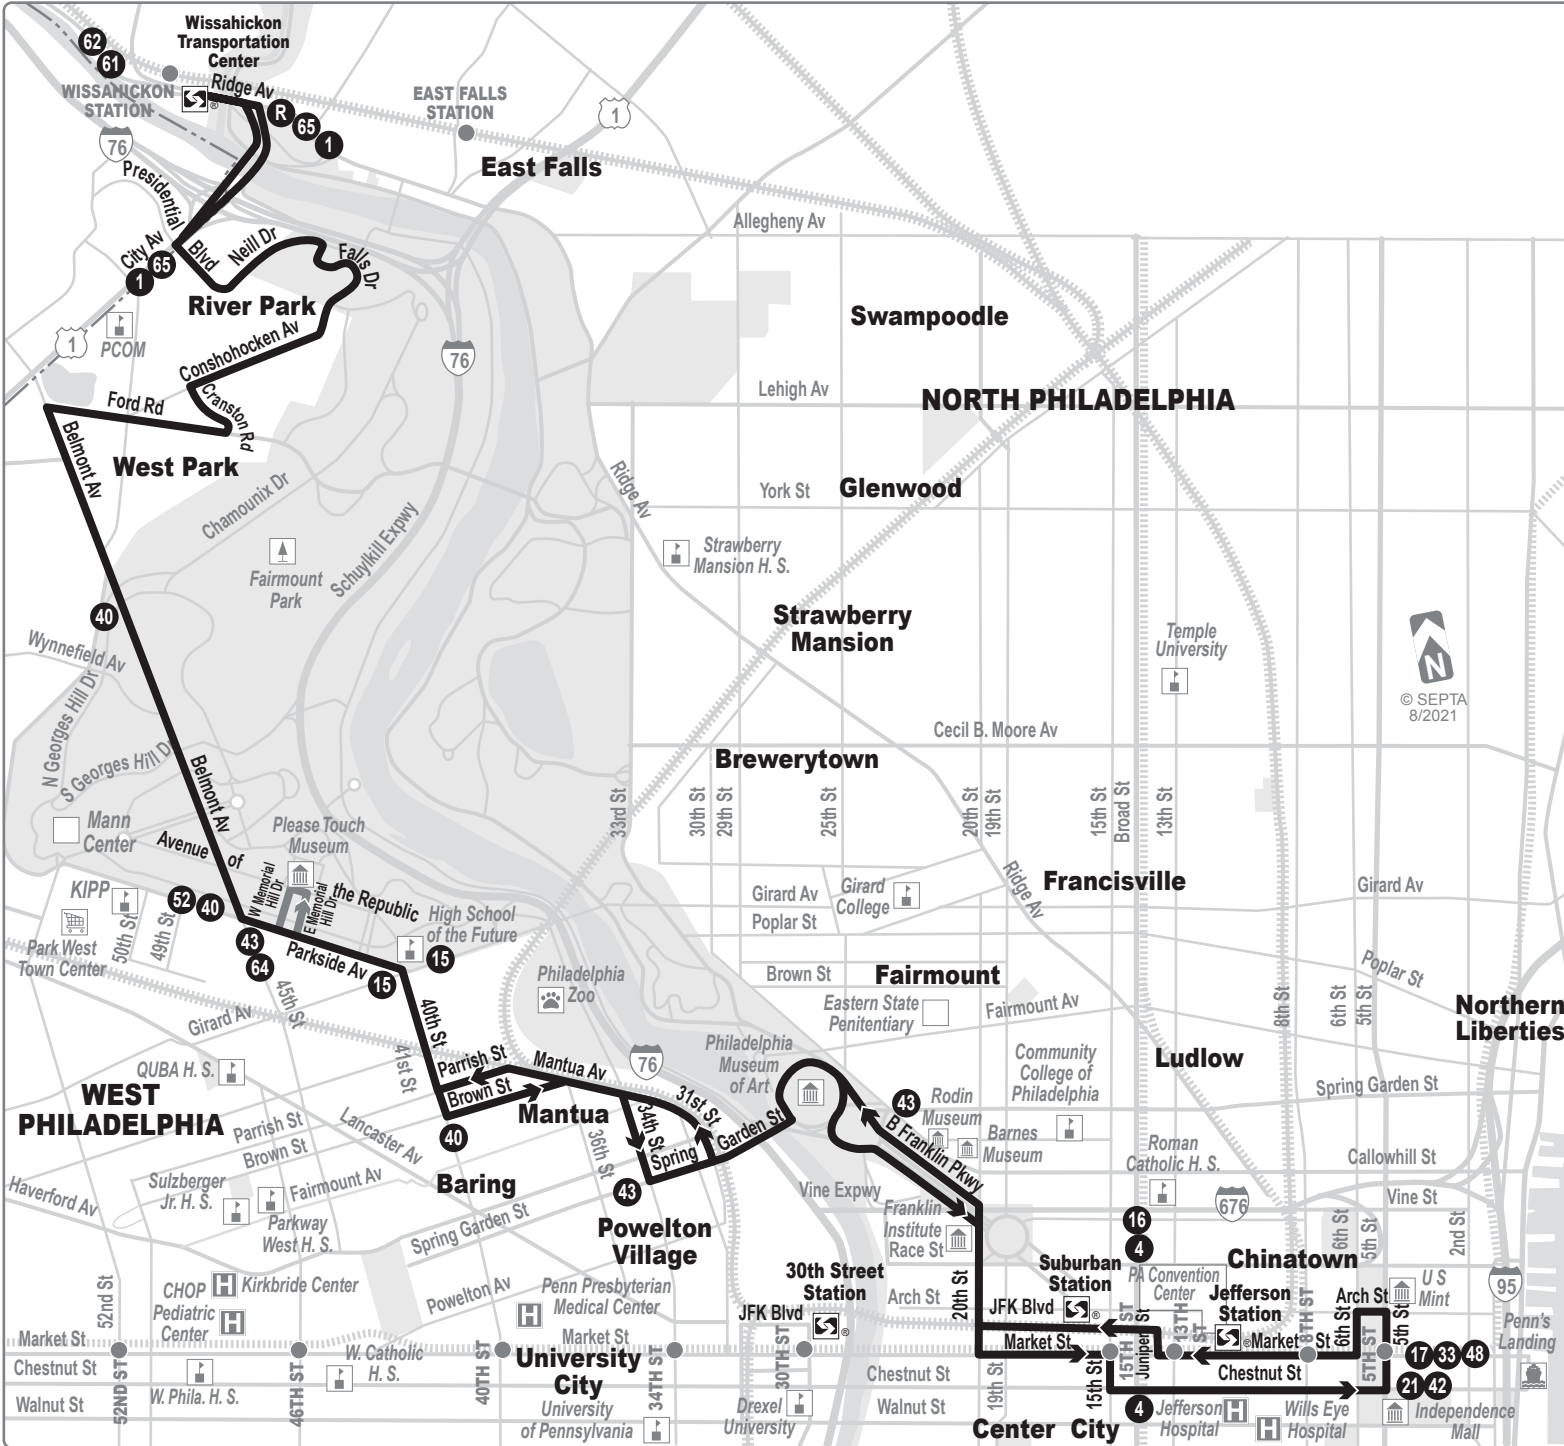 62
61
Wissahickon
Transportation
Center
Ridge Av
WISSAHICKON
STATION
®
R
65
1
EAST FALLS
STATION
1
76
East Falls
Presidential
Blvd
City Av
65
1
Neill Dr
Falls Dr
River Park
Allegheny Av
1
PCOM
Conshohocken Av
76
Swampoodle
Ford Rd
Cranston Rd
Lehigh Av
NORTH PHILADELPHIA
Belmont Av
West Park
Chamounix Dr
Ridge Av
York St
Glenwood
Schuylkill Expwy
Fairmount
Park
Strawberry
Mansion H. S.
40
Wynnefield Av
Strawberry
Mansion
Temple
University
N
© SEPTA
8/2021
N Georges Hill Dr
S Georges Hill Dr
Belmont Av
Cecil B. Moore Av
Brewerytown
33rd St
30th St
29th St
25th St
20th St
19th St
15th St
Broad St
13th St
Mann
Center
Avenue of
the Republic
Please Touch
Museum
W Memorial
Hill Dr
E Memorial
Hill Dr
KIPP
52
40
Park West
Town Center
50th St
49th St
43
64
Parkside Av
15
High School
of the Future
15
45th St
Girard Av
Girard Av
Girard
College
Poplar St
Ridge Av
Francisville
Girard Av
Brown St
Fairmount
Poplar St
Philadelphia
Zoo
Eastern State
Penitentiary
Fairmount Av
8th St
6th St
5th St
Northern
Liberties
40th St
41st St
Parrish St
Brown St
Mantua Av
76
Philadelphia
Museum
of Art
Community
College of
Philadelphia
Ludlow
QUBA H. S.
WEST
PHILADELPHIA
Mantua
34th St
31st St
Spring
Garden St
43
Rodin
Museum
Spring Garden St
B Franklin Pkwy
Barnes
Museum
Parrish St
Brown St
Lancaster Av
40
36th St
Roman
Catholic H. S.
Callowhill St
Haverford Av
Sulzberger
Jr. H. S.
Fairmount Av
Parkway
West H. S.
Baring
43
Vine Expwy
676
Vine St
Spring Garden St
Powelton
Village
Franklin
Institute
Race St
16
4
6th St
5th St
2nd St
CHOP
Pediatric
Center
H
H
Kirkbride Center
Powelton Av
Penn Presbyterian
Medical Center
H
30th Street
Station
JFK Blvd
®
Arch St
20th St
Suburban
Station
®
PA Convention
Center
Chinatown
Jefferson
Station
®
Arch St
U S
Mint
95
Penn's
Landing
52nd St
Market St
Market St
JFK Blvd
Market St
15TH ST
Juniper St
13TH ST
Market St
8TH ST
6th St
5th St
5TH ST
17
33
48
Chestnut St
W. Catholic
H. S.
University
City
Chestnut St
Chestnut St
21
42
W. Phila. H. S.
52ND ST
46TH ST
40TH ST
34TH ST
30TH ST
19th St
15th St
Walnut St
University
of Pennsylvania
Drexel
University
Walnut St
Center City
4
Jefferson
Hospital
H
H
Wills Eye
Hospital
Independence
Mall